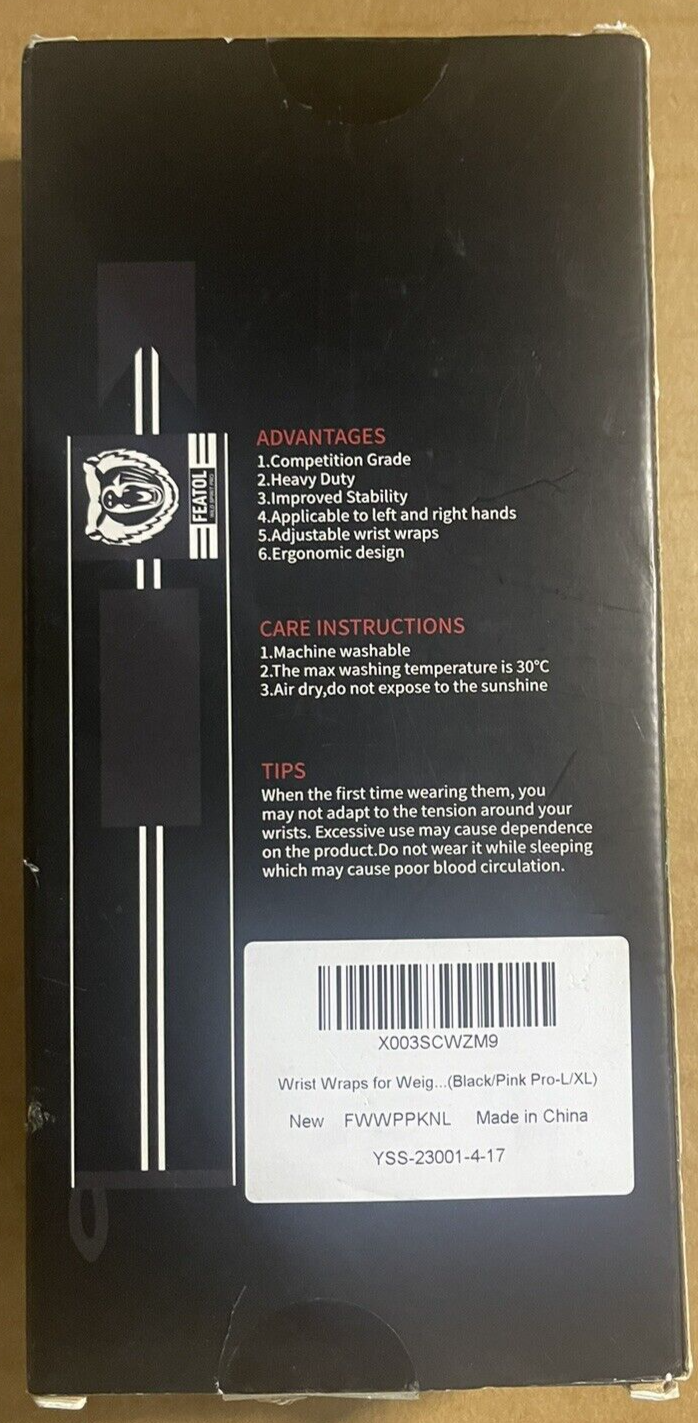 FEATOL
WILD SPIRIT PRO
ADVANTAGES
1.Competition Grade
2.Heavy Duty
3.Improved Stability
4.Applicable to left and right hands
5.Adjustable wrist wraps
6.Ergonomic design
CARE INSTRUCTIONS
1.Machine washable
2.The max washing temperature is 30°C
3.Air dry,do not expose to the sunshine
TIPS
When the first time wearing them, you
may not adapt to the tension around your
wrists. Excessive use may cause dependence
on the product.Do not wear it while sleeping
which may cause poor blood circulation.
X003SCWZM9
Wrist Wraps for Weig...(Black/Pink Pro-L/XL)
New FWWPPKNL Made in China
YSS-23001-4-17